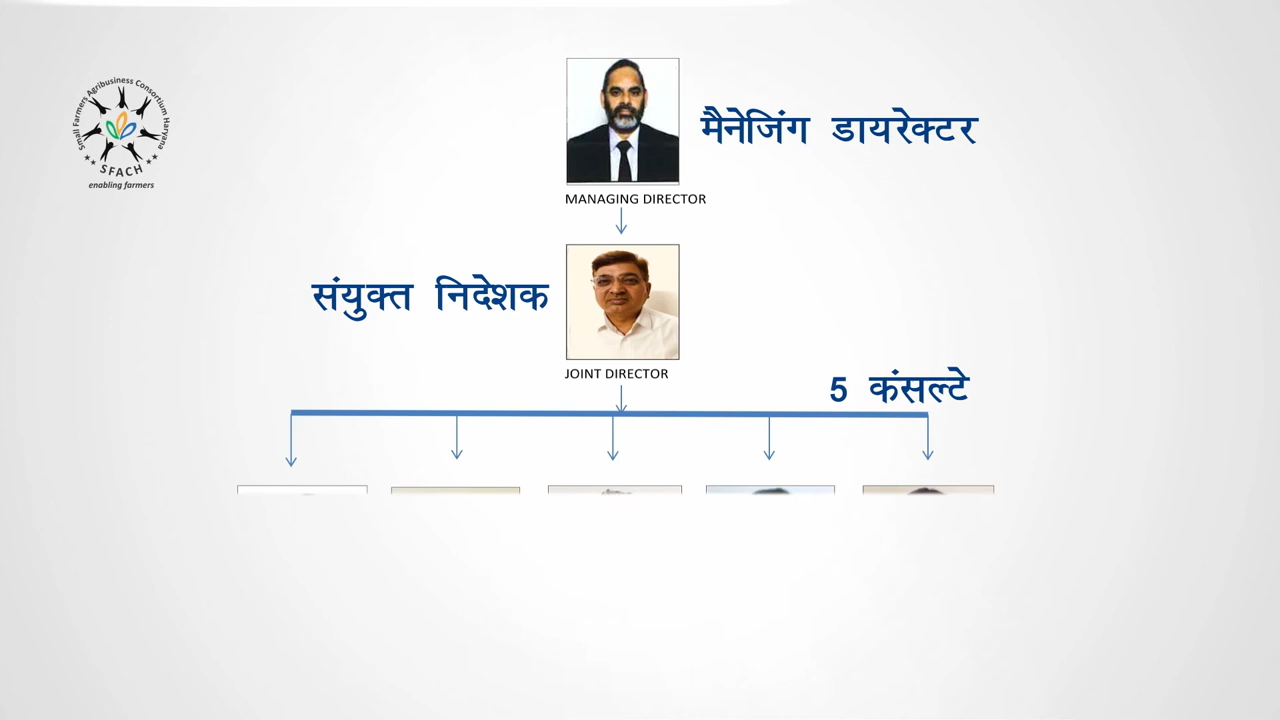 Small Farmers Agribusiness Consortium Haryana
SFACH
enabling farmers
मैनेजिंग डायरेक्टर
MANAGING DIRECTOR
संयुक्त निदेशक
JOINT DIRECTOR
5 कंसल्टे